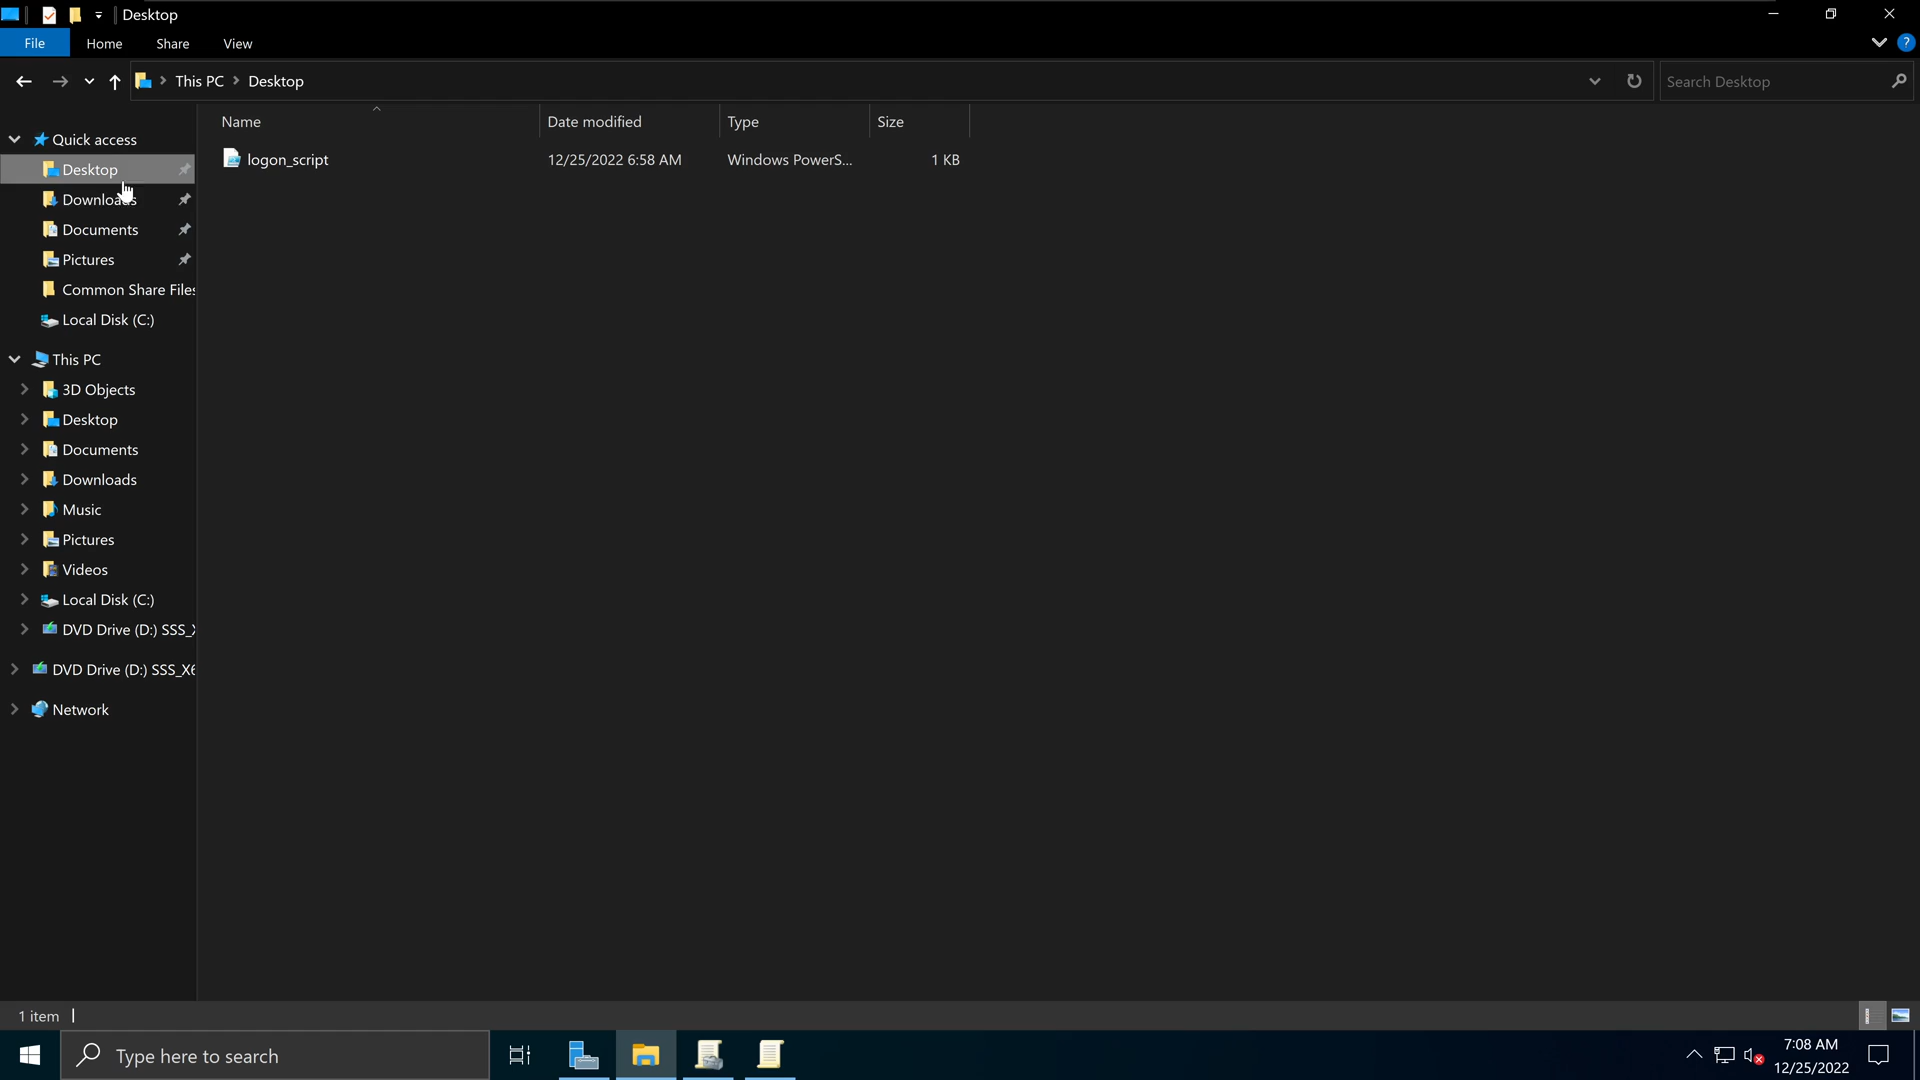 Desktop
File Home Share View
This PC Desktop
Search Desktop
Name Date modified Type Size
logon_script 12/25/2022 6:58 AM Windows PowerS... 1 KB
Quick access
Desktop
Downloads
Documents
Pictures
Common Share Files
Local Disk (C:)
This PC
3D Objects
Desktop
Documents
Downloads
Music
Pictures
Videos
Local Disk (C:)
DVD Drive (D:) SSS_X
DVD Drive (D:) SSS_X6
Network
1 item
Type here to search
7:08 AM
12/25/2022